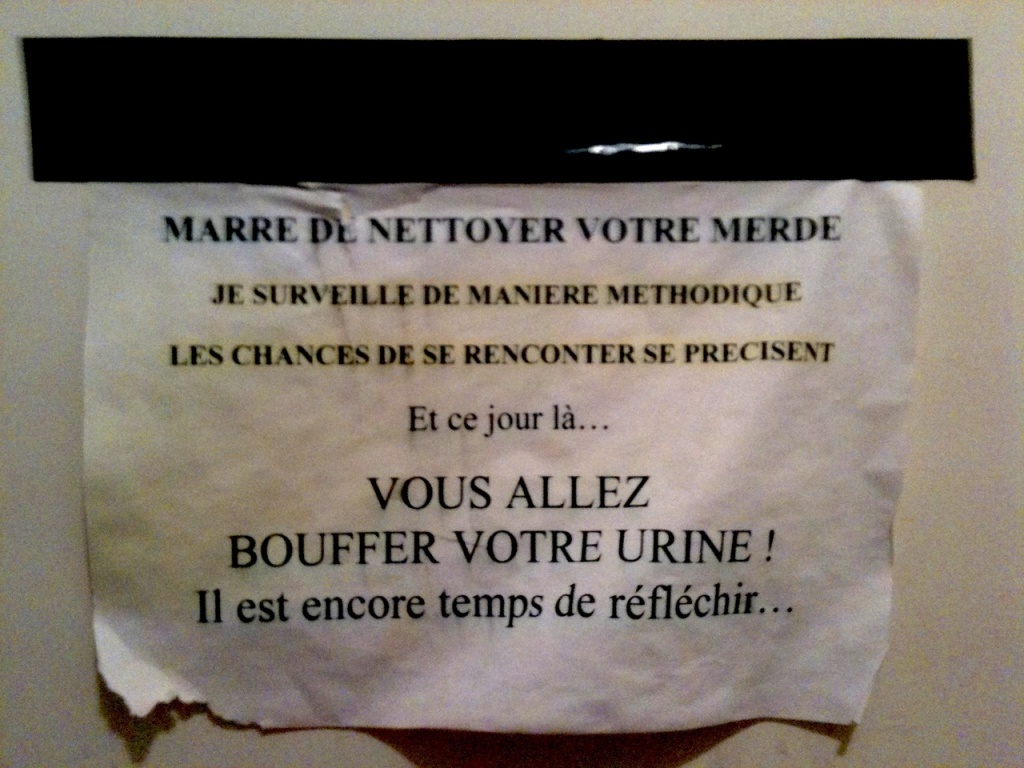 MARRE DE NETTOYER VOTRE MERDE
JE SURVEILLE DE MANIERE METHODIQUE
LES CHANCES DE SE RENCONTER SE PRECISENT
Et ce jour là...
VOUS ALLEZ
BOUFFER VOTRE URINE !
Il est encore temps de réfléchir...